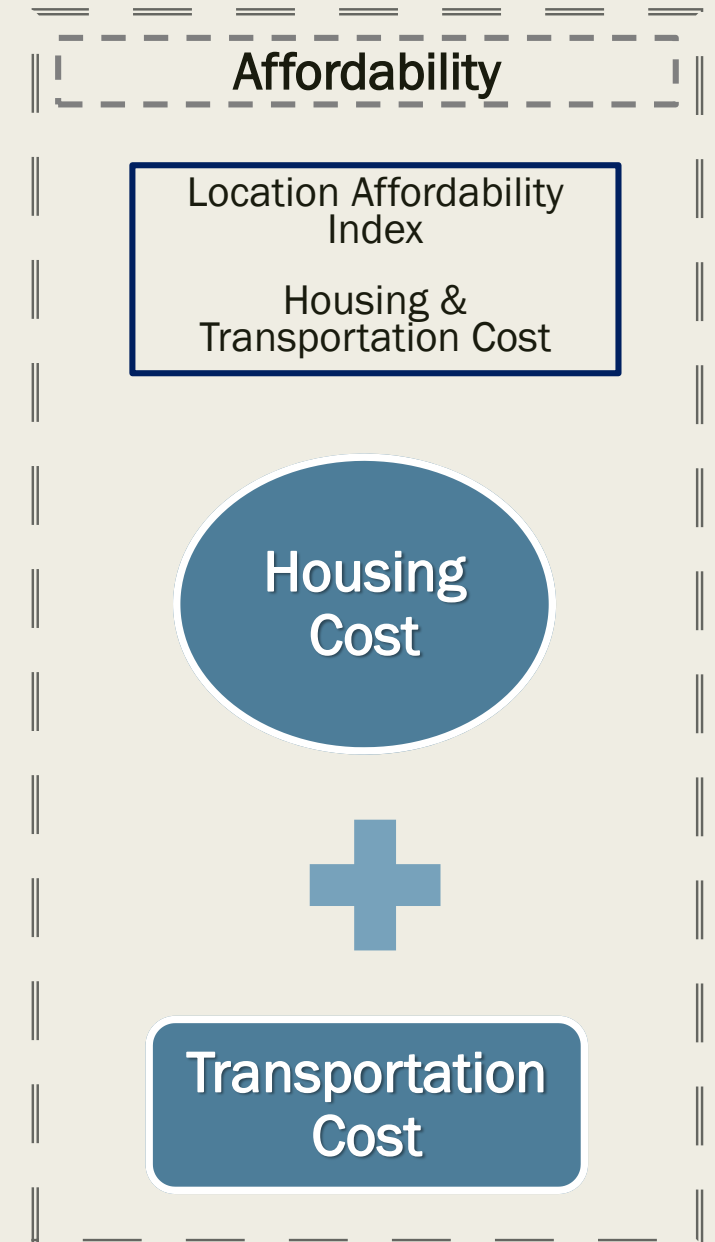 Affordability
Location Affordability
Index
Housing &
Transportation Cost
Housing
Cost
Transportation
Cost